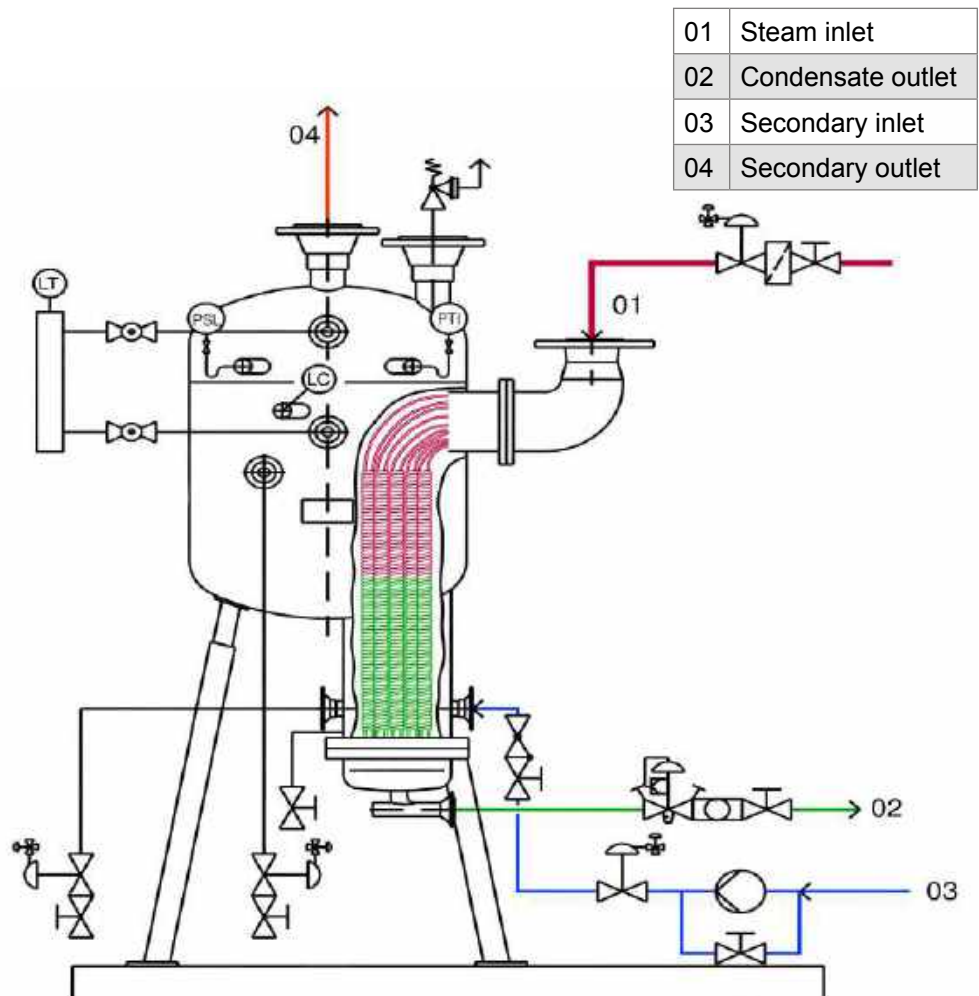 01 Steam inlet
02 Condensate outlet
03 Secondary inlet
04 Secondary outlet
04
LT
PSL
PTI
01
LC
02
03